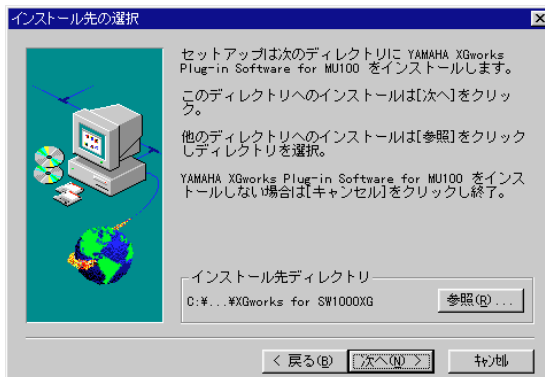 インストール先の選択
セットアップは次のディレクトリに YAMAHA XGworks
Plug-in Software for MU100 をインストールします。
このディレクトリへのインストールは[次へ]をクリッ
ク。
他のディレクトリへのインストールは[参照]をクリック
しディレクトリを選択。
YAMAHA XGworks Plug-in Software for MU100 をインス
トールしない場合は[キャンセル]をクリックし終了。
インストール先ディレクトリ
C:¥...¥XGworks for SW1000XG
参照(R)...
< 戻る(B)
次へ(N) >
キャンセル